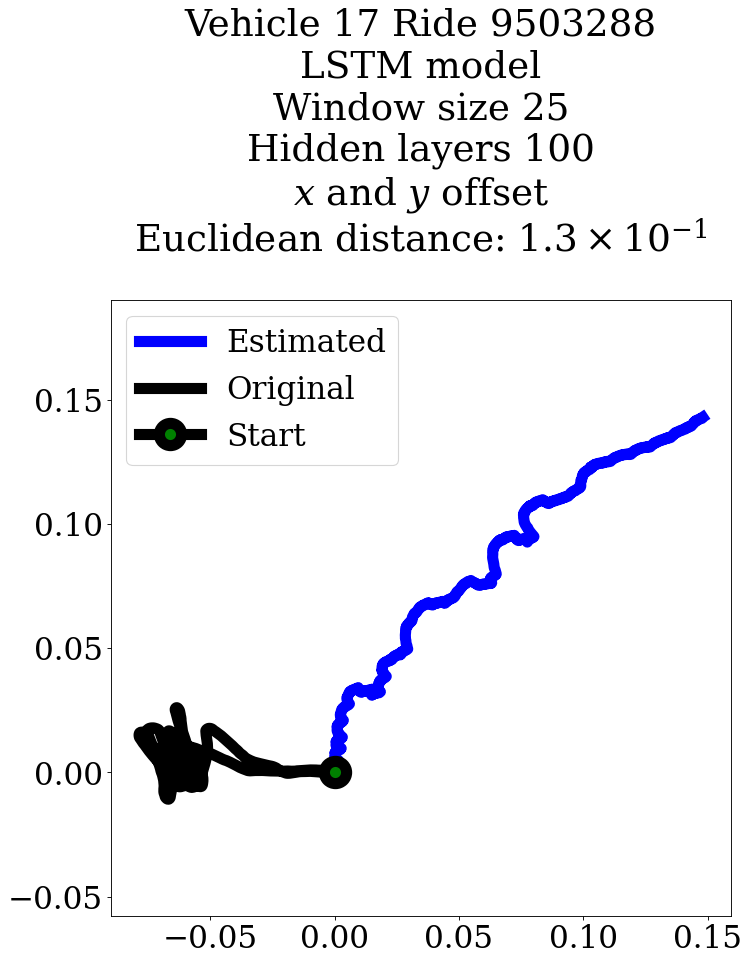 Vehicle 17 Ride 9503288
LSTM model
Window size 25
Hidden layers 100
x and y offset
Euclidean distance: 1.3 × 10⁻¹
Estimated
Original
Start
0.15
0.10
0.05
0.00
−0.05
−0.05 0.00 0.05 0.10 0.15